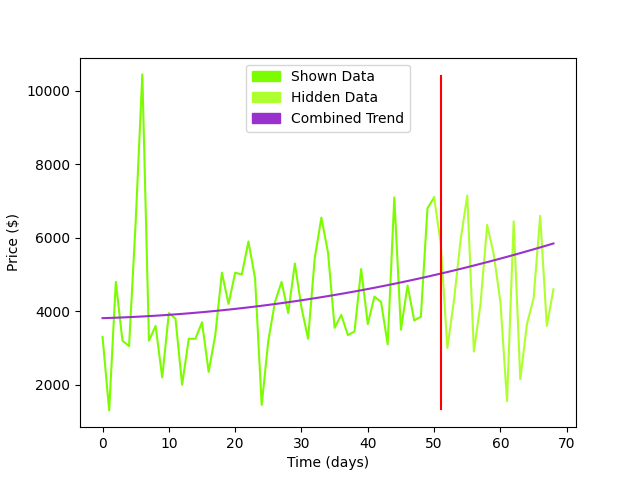 Shown Data
Hidden Data
Combined Trend
10000
8000
6000
4000
2000
Price ($)
0 10 20 30 40 50 60 70
Time (days)